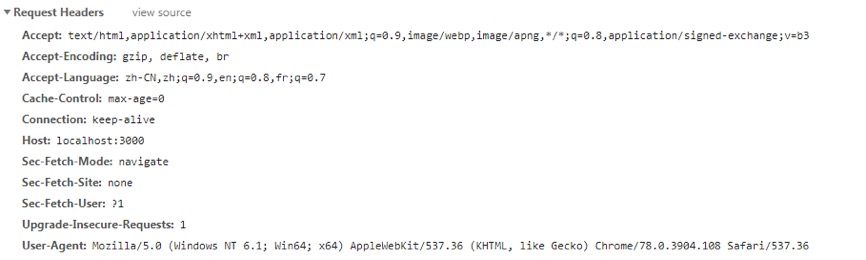 ▼Request Headers view source
Accept: text/html,application/xhtml+xml,application/xml;q=0.9,image/webp,image/apng,*/*;q=0.8,application/signed-exchange;v=b3
Accept-Encoding: gzip, deflate, br
Accept-Language: zh-CN,zh;q=0.9,en;q=0.8,fr;q=0.7
Cache-Control: max-age=0
Connection: keep-alive
Host: localhost:3000
Sec-Fetch-Mode: navigate
Sec-Fetch-Site: none
Sec-Fetch-User: ?1
Upgrade-Insecure-Requests: 1
User-Agent: Mozilla/5.0 (Windows NT 6.1; Win64; x64) AppleWebKit/537.36 (KHTML, like Gecko) Chrome/78.0.3904.108 Safari/537.36